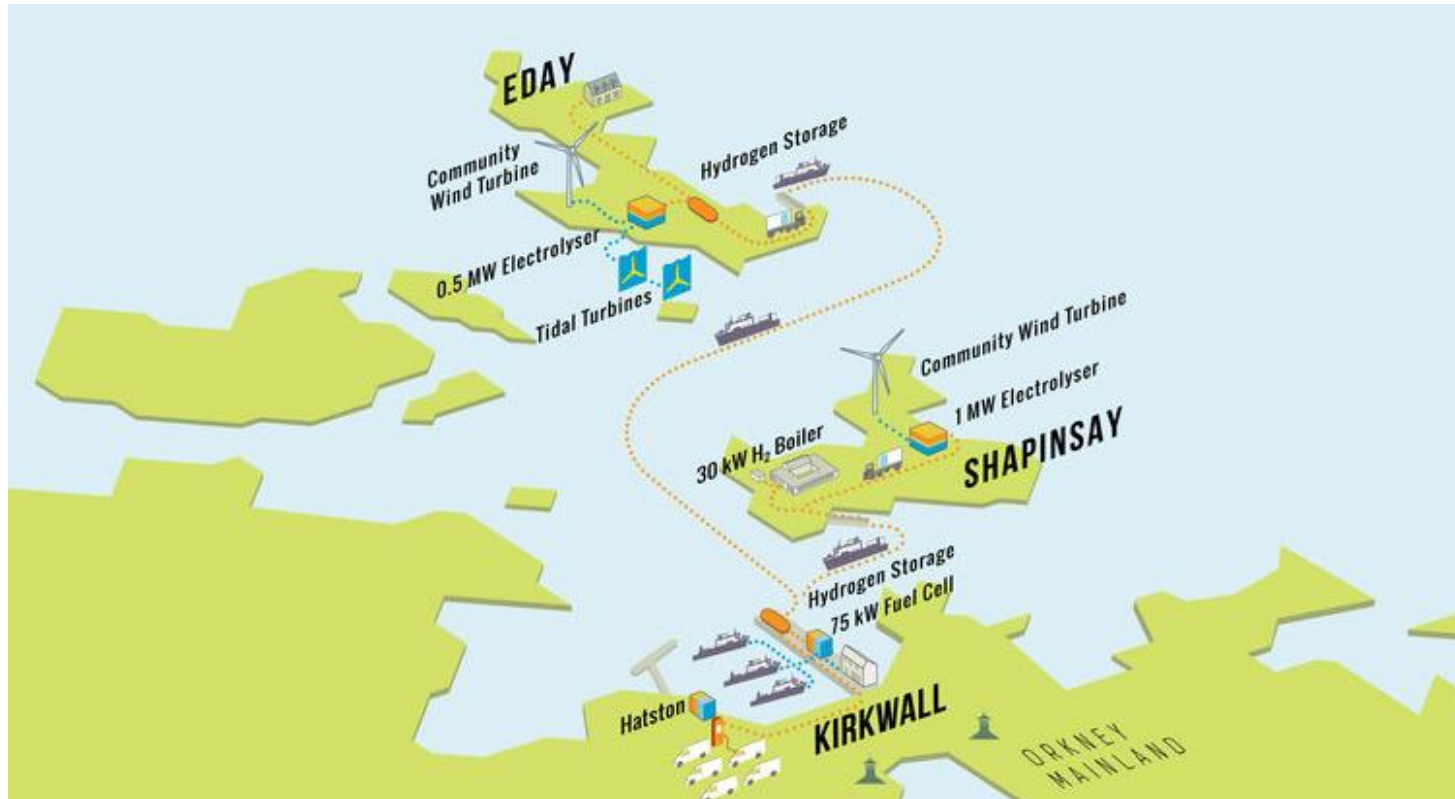 EDAY
Community
Wind Turbine
Hydrogen Storage
0.5 MW Electrolyser
Tidal Turbines
Community Wind Turbine
1 MW Electrolyser
30 kW H₂ Boiler
SHAPINSAY
Hydrogen Storage
75 kW Fuel Cell
Hatston
KIRKWALL
ORKNEY
MAINLAND